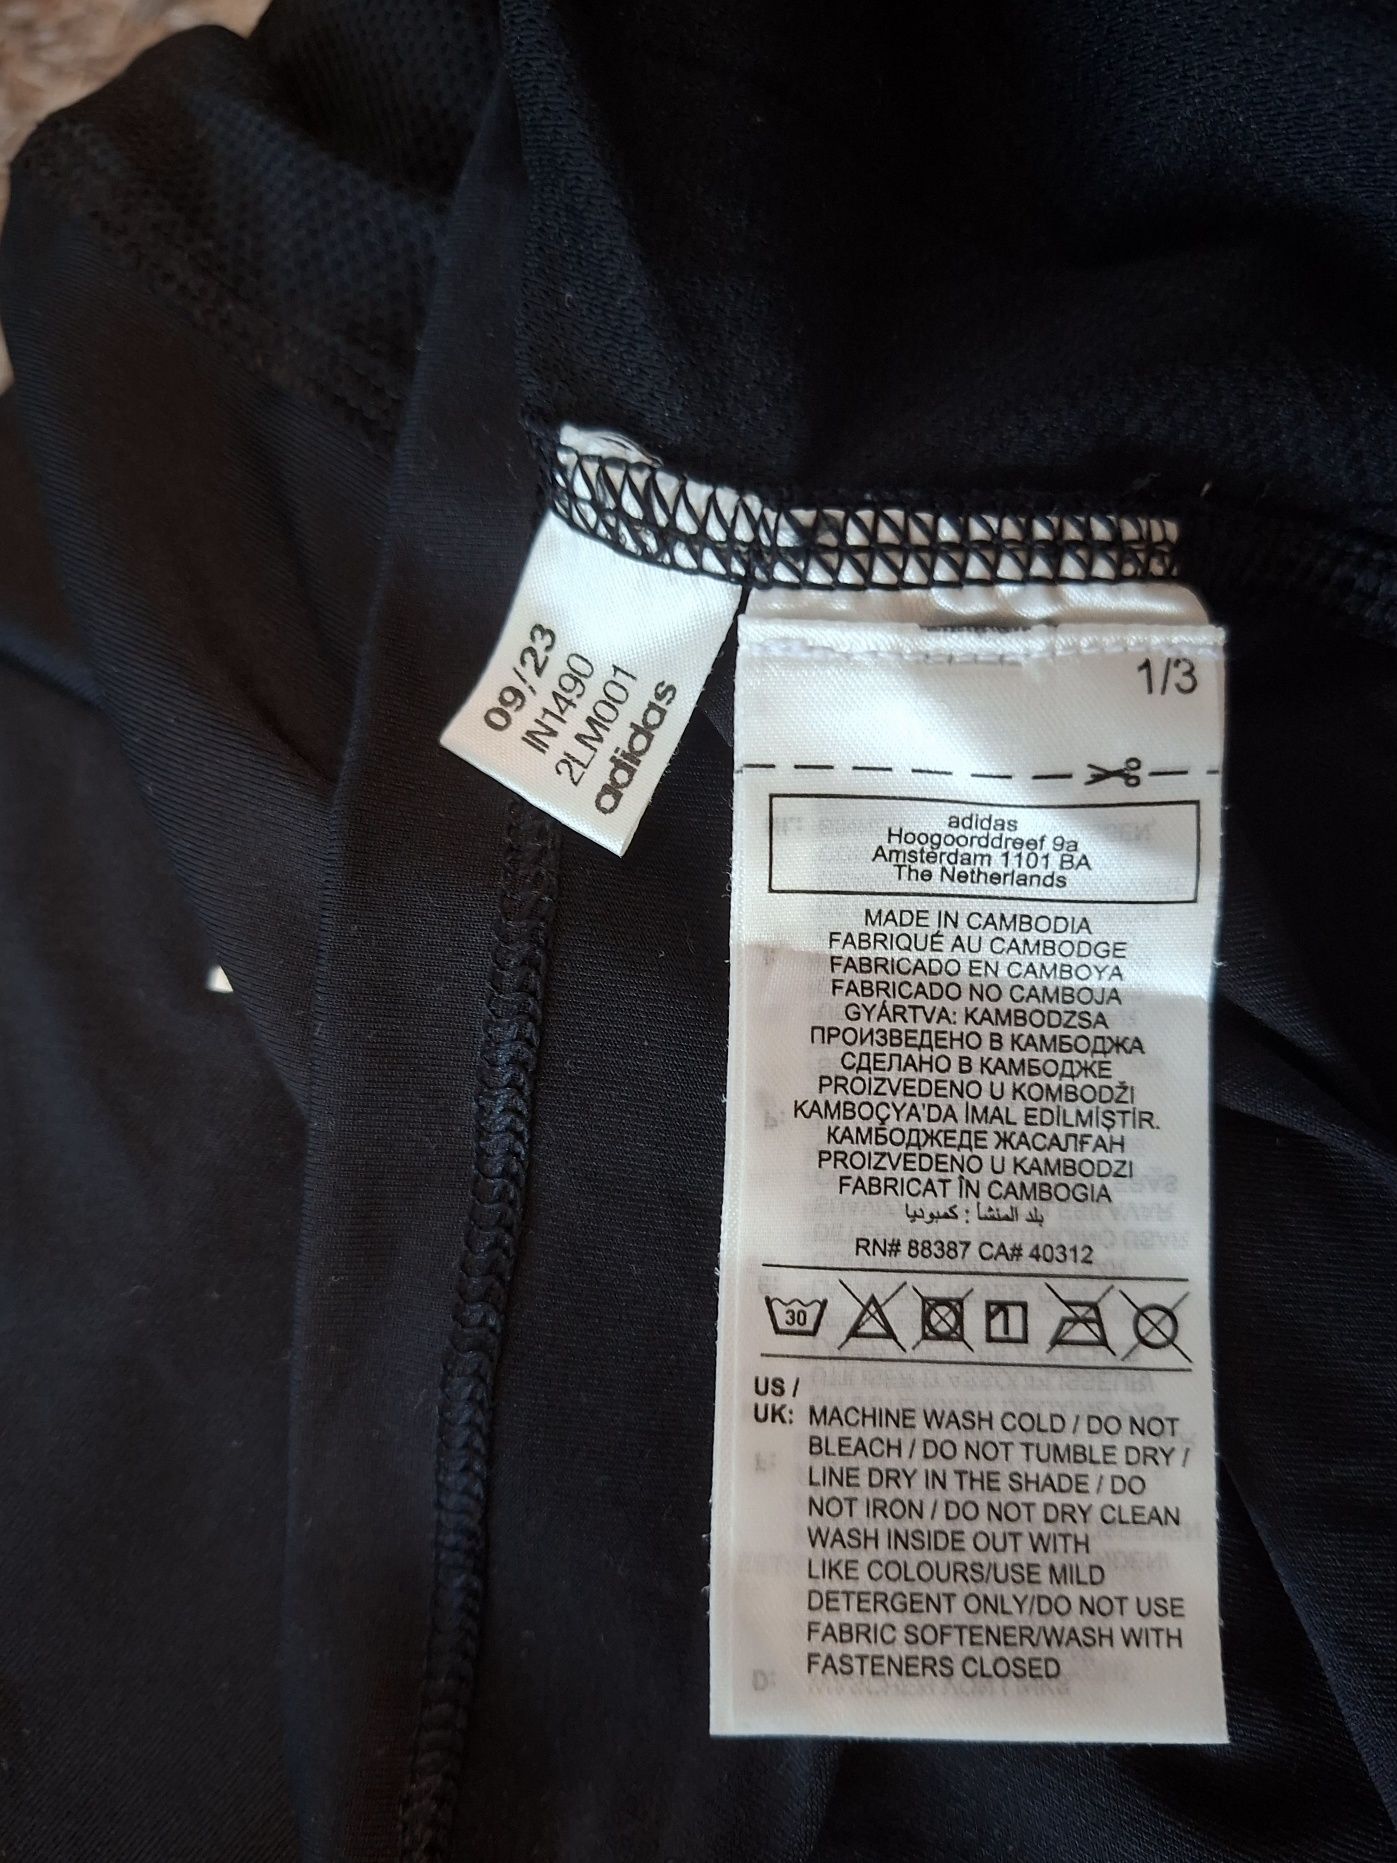 09/23
IN1490
2LM001
adidas
1/3
adidas
Hoogoorddreef 9a
Amsterdam 1101 BA
The Netherlands
MADE IN CAMBODIA
FABRIQUÉ AU CAMBODGE
FABRICADO EN CAMBOYA
FABRICADO NO CAMBOJA
GYÁRTVA: KAMBODZSA
ПРОИЗВЕДЕНО В КАМБОДЖА
СДЕЛАНО В КАМБОДЖЕ
PROIZVEDENO U KOMBODŽI
KAMBOÇYA'DA İMAL EDİLMİŞTİR.
КАМБОДЖЕДЕ ЖАСАЛҒАН
PROIZVEDENO U KAMBODZI
FABRICAT ÎN CAMBOGIA
بلد المنشأ : كمبوديا
RN# 88387 CA# 40312
30
US /
UK: MACHINE WASH COLD / DO NOT
BLEACH / DO NOT TUMBLE DRY /
LINE DRY IN THE SHADE / DO
NOT IRON / DO NOT DRY CLEAN
WASH INSIDE OUT WITH
LIKE COLOURS/USE MILD
DETERGENT ONLY/DO NOT USE
FABRIC SOFTENER/WASH WITH
FASTENERS CLOSED